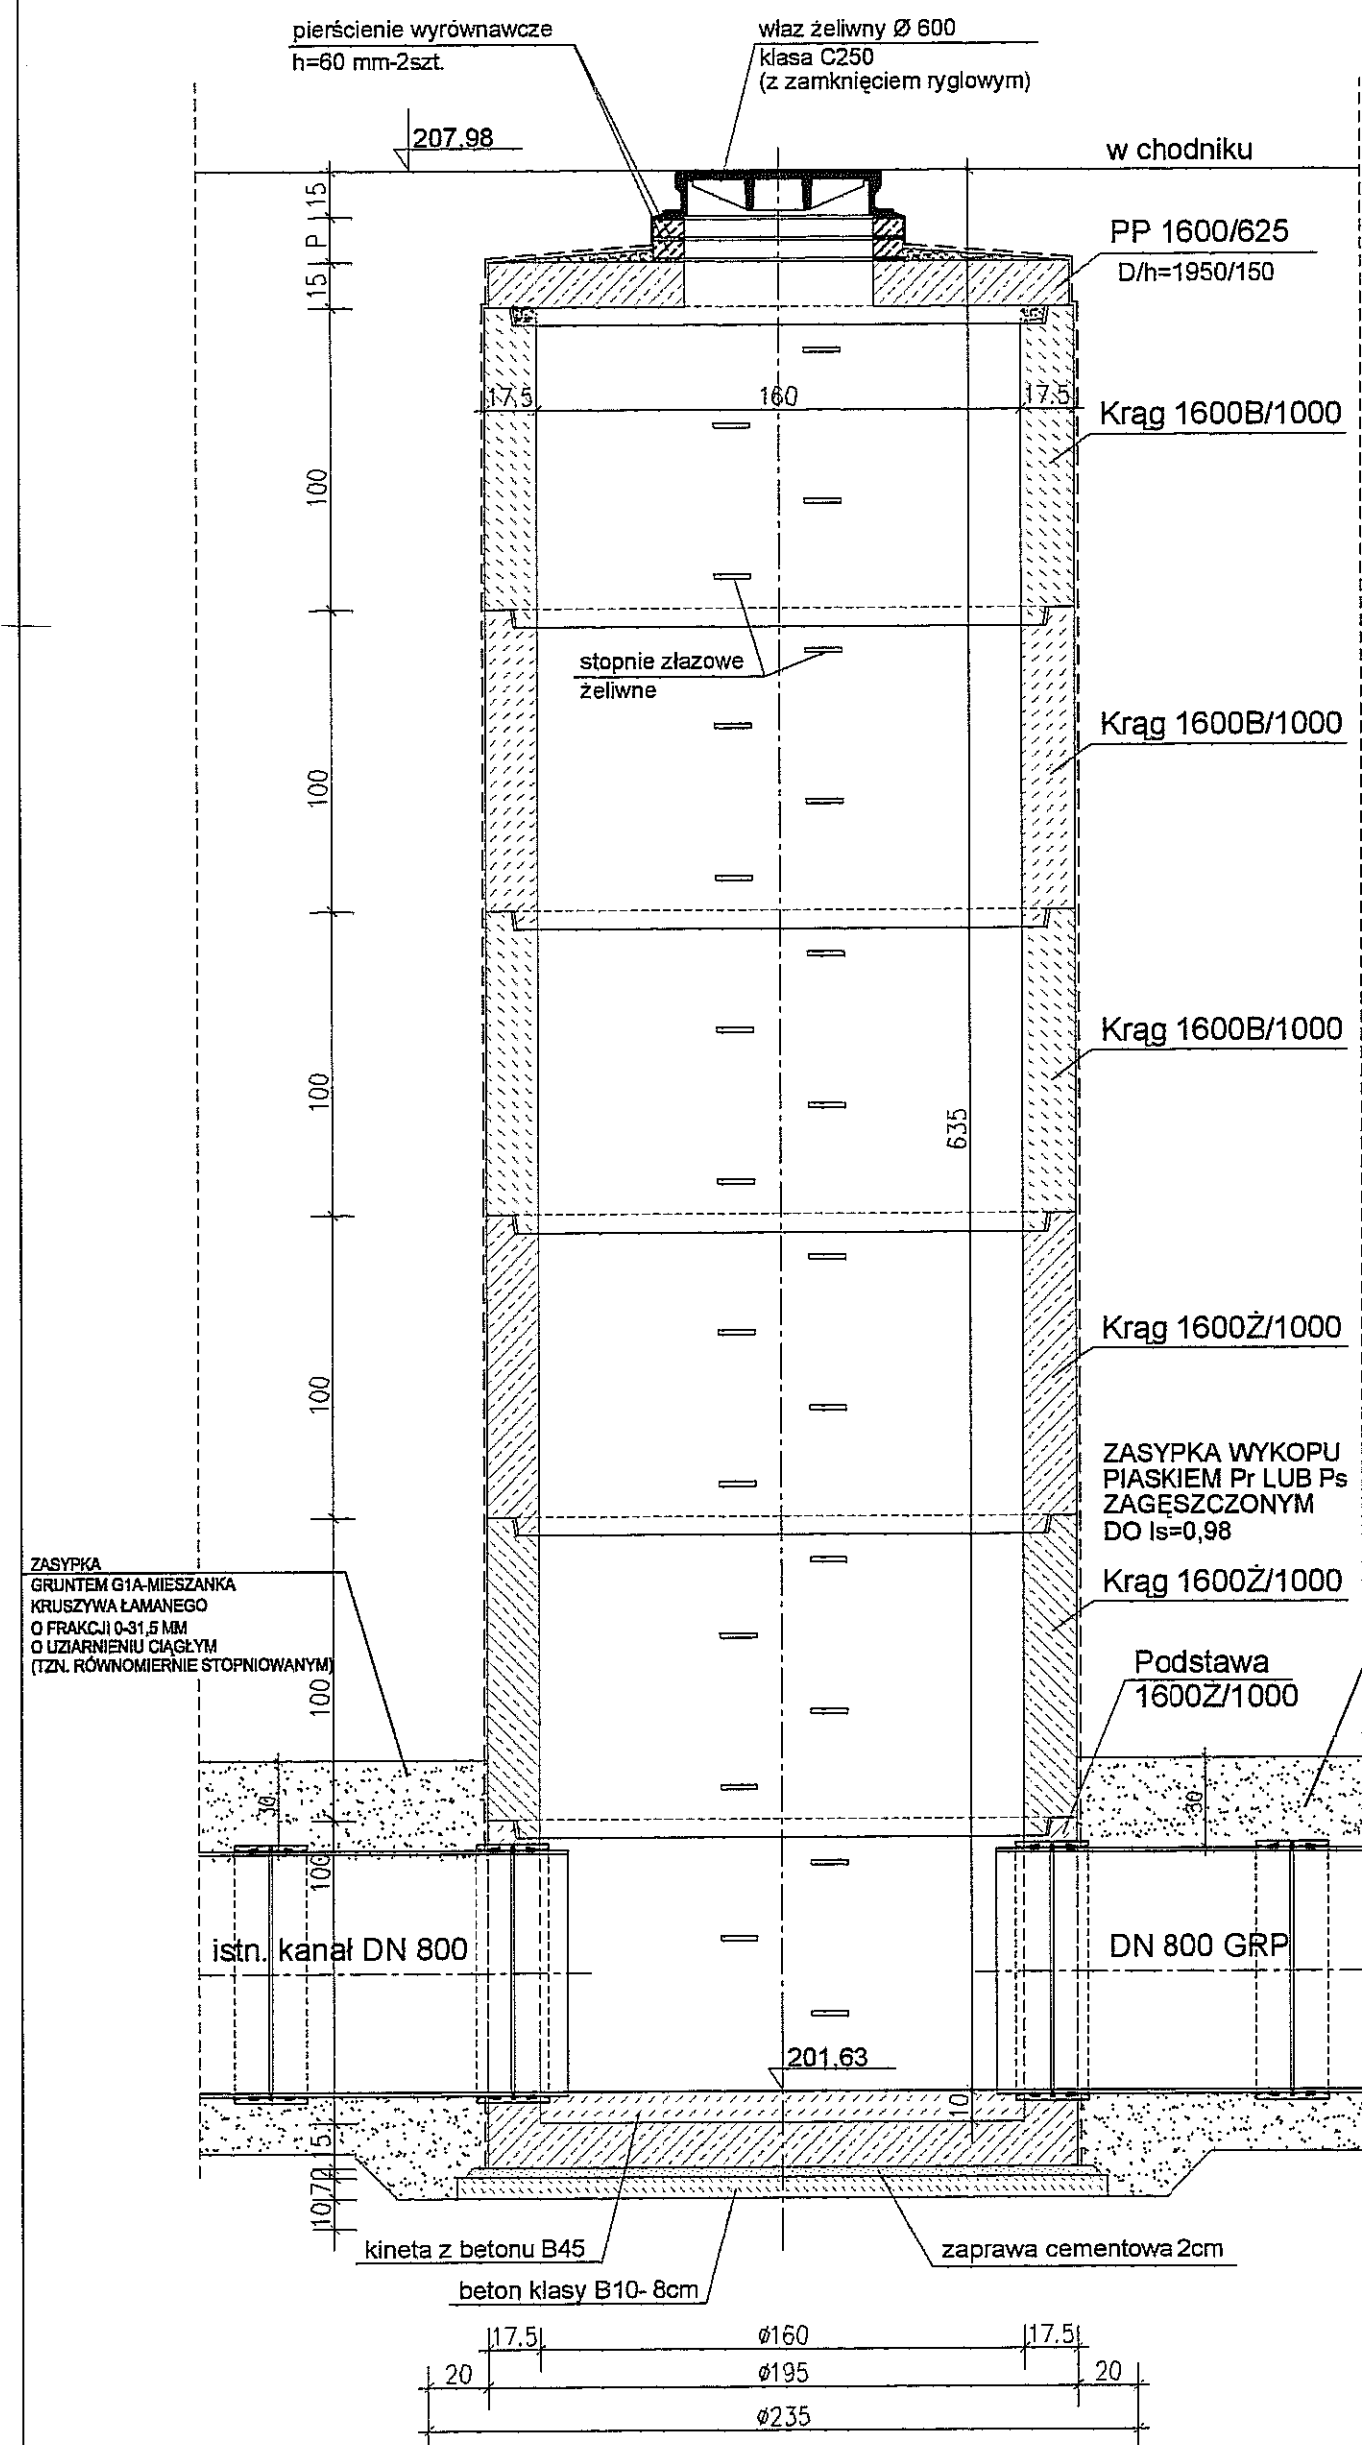 pierścienie wyrównawcze
h=60 mm-2szt.
właz żeliwny Ø 600
klasa C250
(z zamknięciem ryglowym)
207,98
w chodniku
15
P
15
PP 1600/625
D/h=1950/150
17,5
160
17,5
Krąg 1600B/1000
100
stopnie złazowe
żeliwne
Krąg 1600B/1000
100
Krąg 1600B/1000
100
635
Krąg 1600Ż/1000
100
ZASYPKA WYKOPU
PIASKIEM Pr LUB Ps
ZAGĘSZCZONYM
DO Is=0,98
ZASYPKA
GRUNTEM G1A-MIESZANKA
KRUSZYWA ŁAMANEGO
O FRAKCJI 0-31,5 MM
O UZIARNIENIU CIĄGŁYM
(TZN. RÓWNOMIERNIE STOPNIOWANYM)
Krąg 1600Ż/1000
100
Podstawa
1600Ż/1000
30
30
100
istn. kanał DN 800
DN 800 GRP
201,63
10
15
2
7
10
kineta z betonu B45
zaprawa cementowa 2cm
beton klasy B10- 8cm
17.5
ø160
17.5
20
ø195
20
ø235